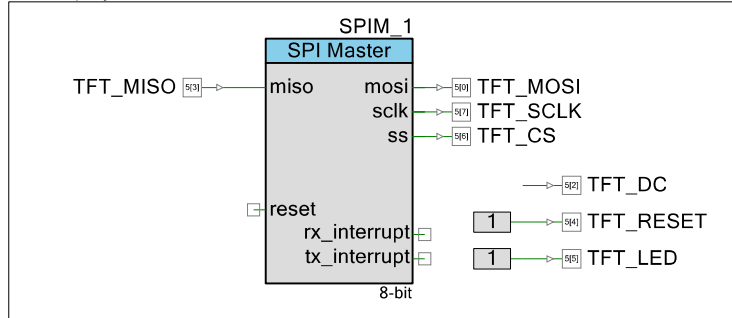 SPIM_1
SPI Master
TFT_MISO 5[3] miso mosi 5[0] TFT_MOSI
sclk 5[7] TFT_SCLK
ss 5[6] TFT_CS
5[2] TFT_DC
reset 1 5[4] TFT_RESET
rx_interrupt
tx_interrupt 1 5[5] TFT_LED
8-bit